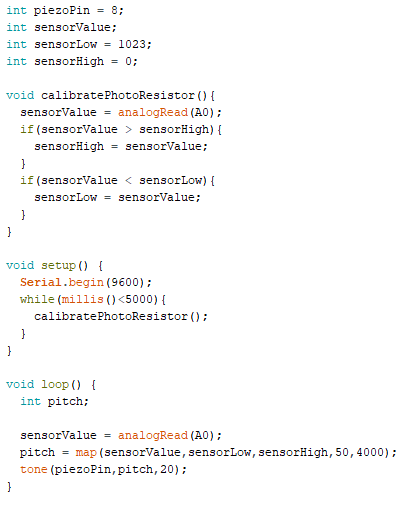 int piezoPin = 8;
int sensorValue;
int sensorLow = 1023;
int sensorHigh = 0;

void calibratePhotoResistor(){
  sensorValue = analogRead(A0);
  if(sensorValue > sensorHigh){
    sensorHigh = sensorValue;
  }
  if(sensorValue < sensorLow){
    sensorLow = sensorValue;
  }
}

void setup() {
  Serial.begin(9600);
  while(millis()<5000){
    calibratePhotoResistor();
  }
}

void loop() {
  int pitch;

  sensorValue = analogRead(A0);
  pitch = map(sensorValue,sensorLow,sensorHigh,50,4000);
  tone(piezoPin,pitch,20);
}